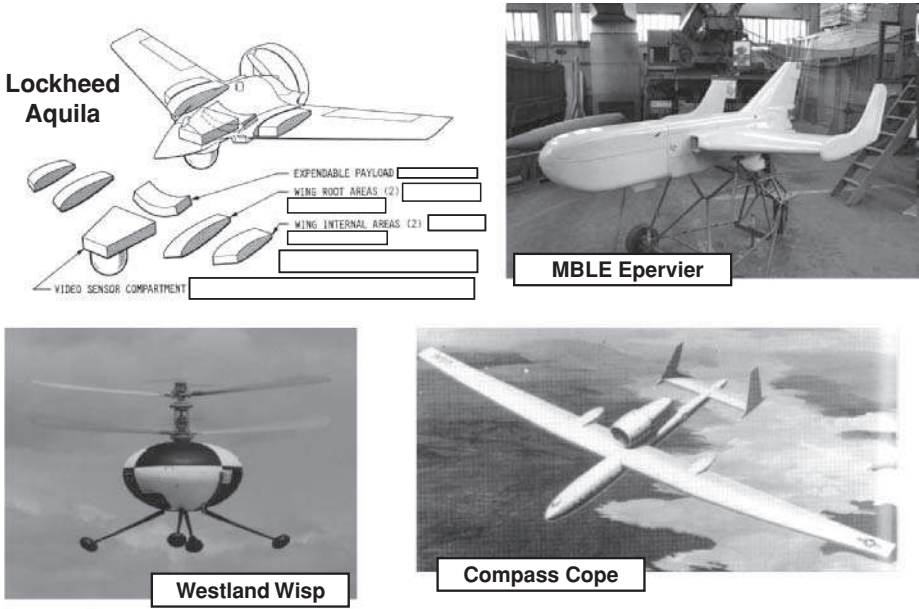 Lockheed
Aquila
EXPENDABLE PAYLOAD
WING ROOT AREAS (2)
WING INTERNAL AREAS (2)
VIDEO SENSOR COMPARTMENT
MBLE Epervier
Westland Wisp
Compass Cope